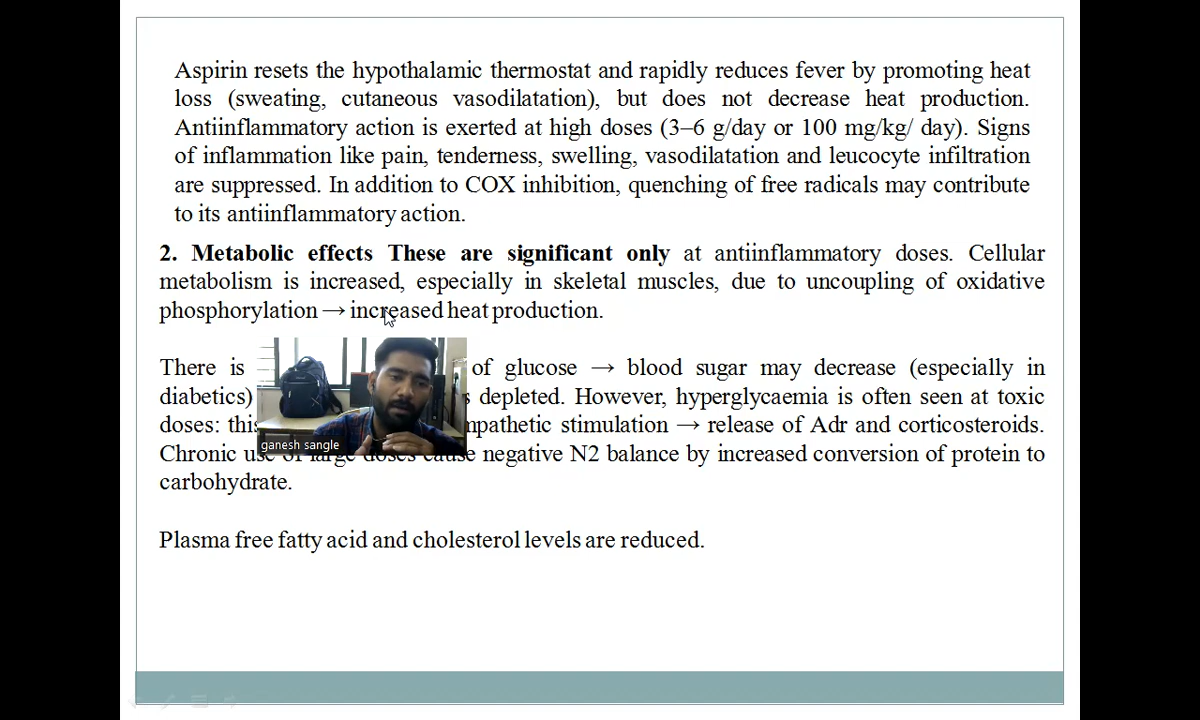 Aspirin resets the hypothalamic thermostat and rapidly reduces fever by promoting heat
loss (sweating, cutaneous vasodilatation), but does not decrease heat production.
Antiinflammatory action is exerted at high doses (3–6 g/day or 100 mg/kg/ day). Signs
of inflammation like pain, tenderness, swelling, vasodilatation and leucocyte infiltration
are suppressed. In addition to COX inhibition, quenching of free radicals may contribute
to its antiinflammatory action.
2. Metabolic effects These are significant only at antiinflammatory doses. Cellular
metabolism is increased, especially in skeletal muscles, due to uncoupling of oxidative
phosphorylation → increased heat production.
There is of glucose → blood sugar may decrease (especially in
diabetics) depleted. However, hyperglycaemia is often seen at toxic
doses: stimulation → release of Adr and corticosteroids.
Chronic use of large doses cause negative N2 balance by increased conversion of protein to
carbohydrate.
Plasma free fatty acid and cholesterol levels are reduced.
ganesh sangle